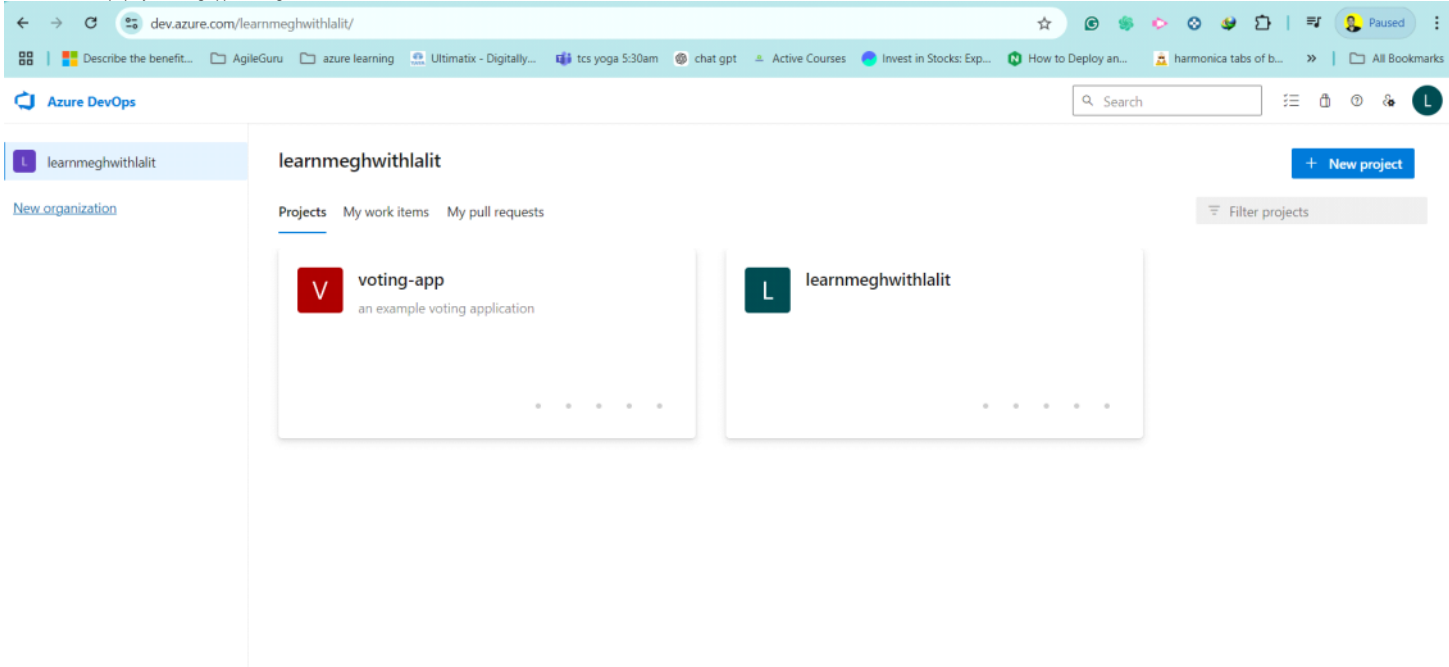 dev.azure.com/learnmeghwithlalit/
Paused
Describe the benefit... AgileGuru azure learning Ultimatix - Digitally... tcs yoga 5:30am chat gpt Active Courses Invest in Stocks: Exp... How to Deploy an... harmonica tabs of b... » All Bookmarks
Azure DevOps
Search
L
L learnmeghwithlalit
New organization
learnmeghwithlalit
+ New project
Projects My work items My pull requests
Filter projects
V voting-app
an example voting application
L learnmeghwithlalit